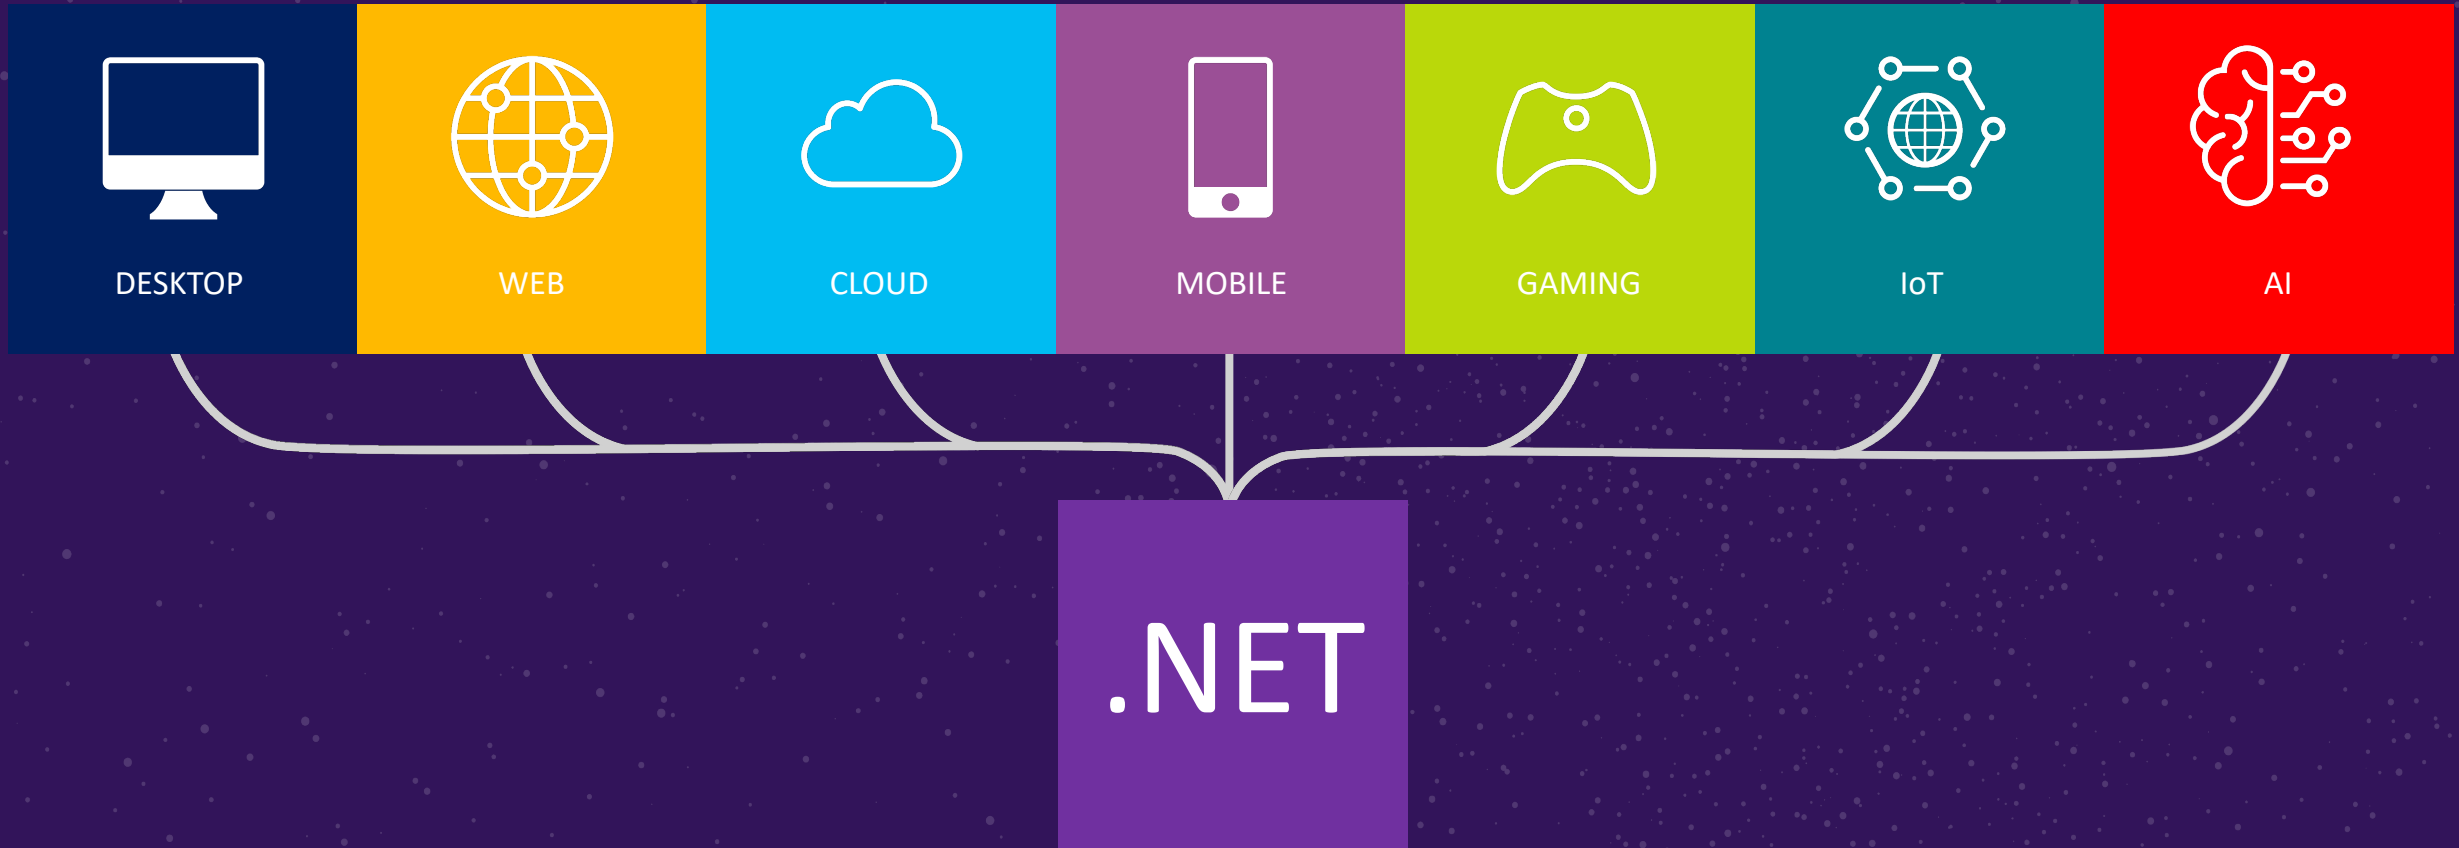 DESKTOP
WEB
CLOUD
MOBILE
GAMING
IoT
AI
.NET